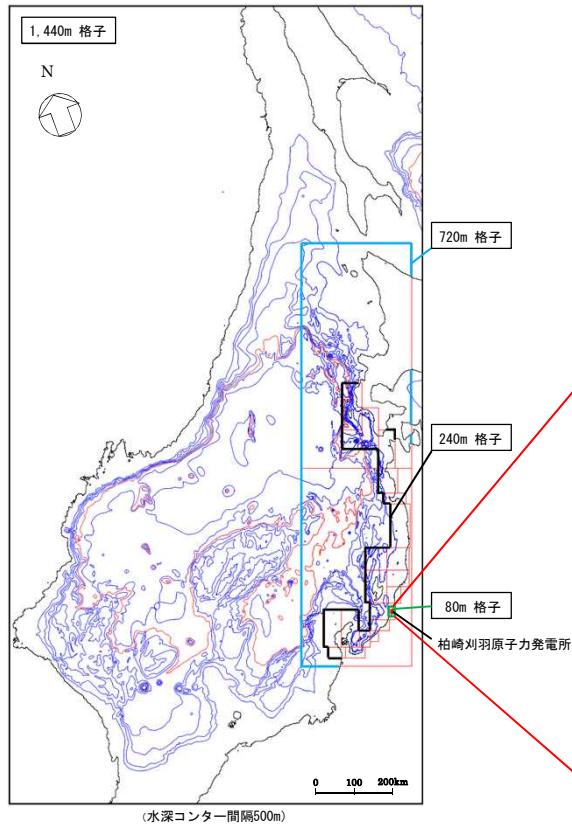 1,440m 格子
N
720m 格子
240m 格子
80m 格子
柏崎刈羽原子力発電所
0 100 200km
(水深コンター間隔500m)